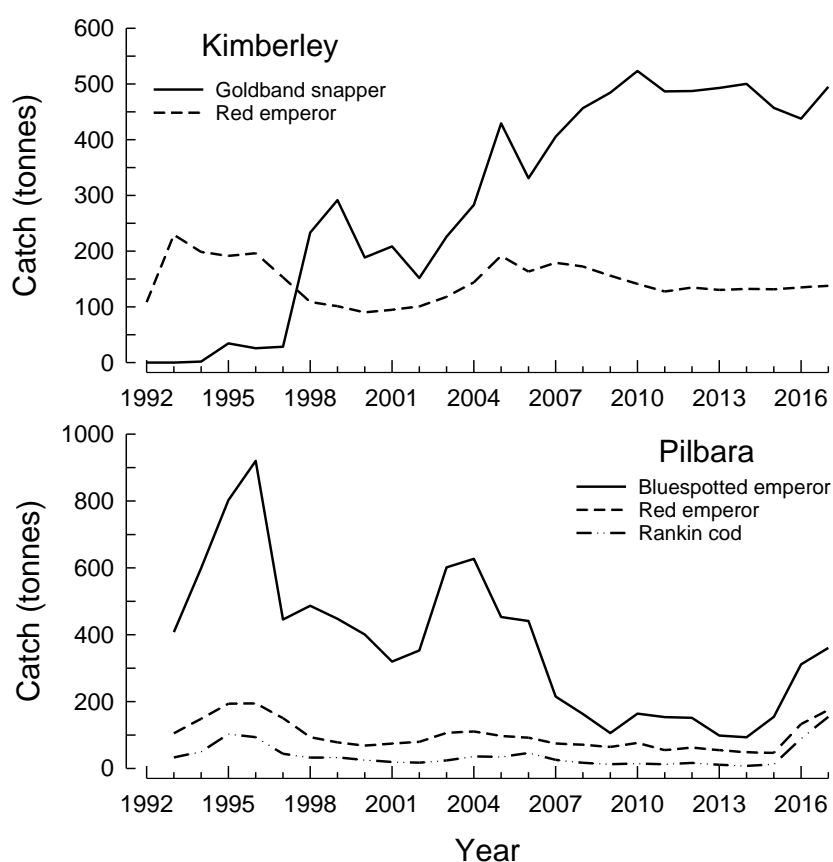 Kimberley
Goldband snapper
Red emperor
Catch (tonnes)
600
500
400
300
200
100
0
1992 1995 1998 2001 2004 2007 2010 2013 2016
Pilbara
Bluespotted emperor
Red emperor
Rankin cod
Catch (tonnes)
1000
800
600
400
200
0
1992 1995 1998 2001 2004 2007 2010 2013 2016
Year